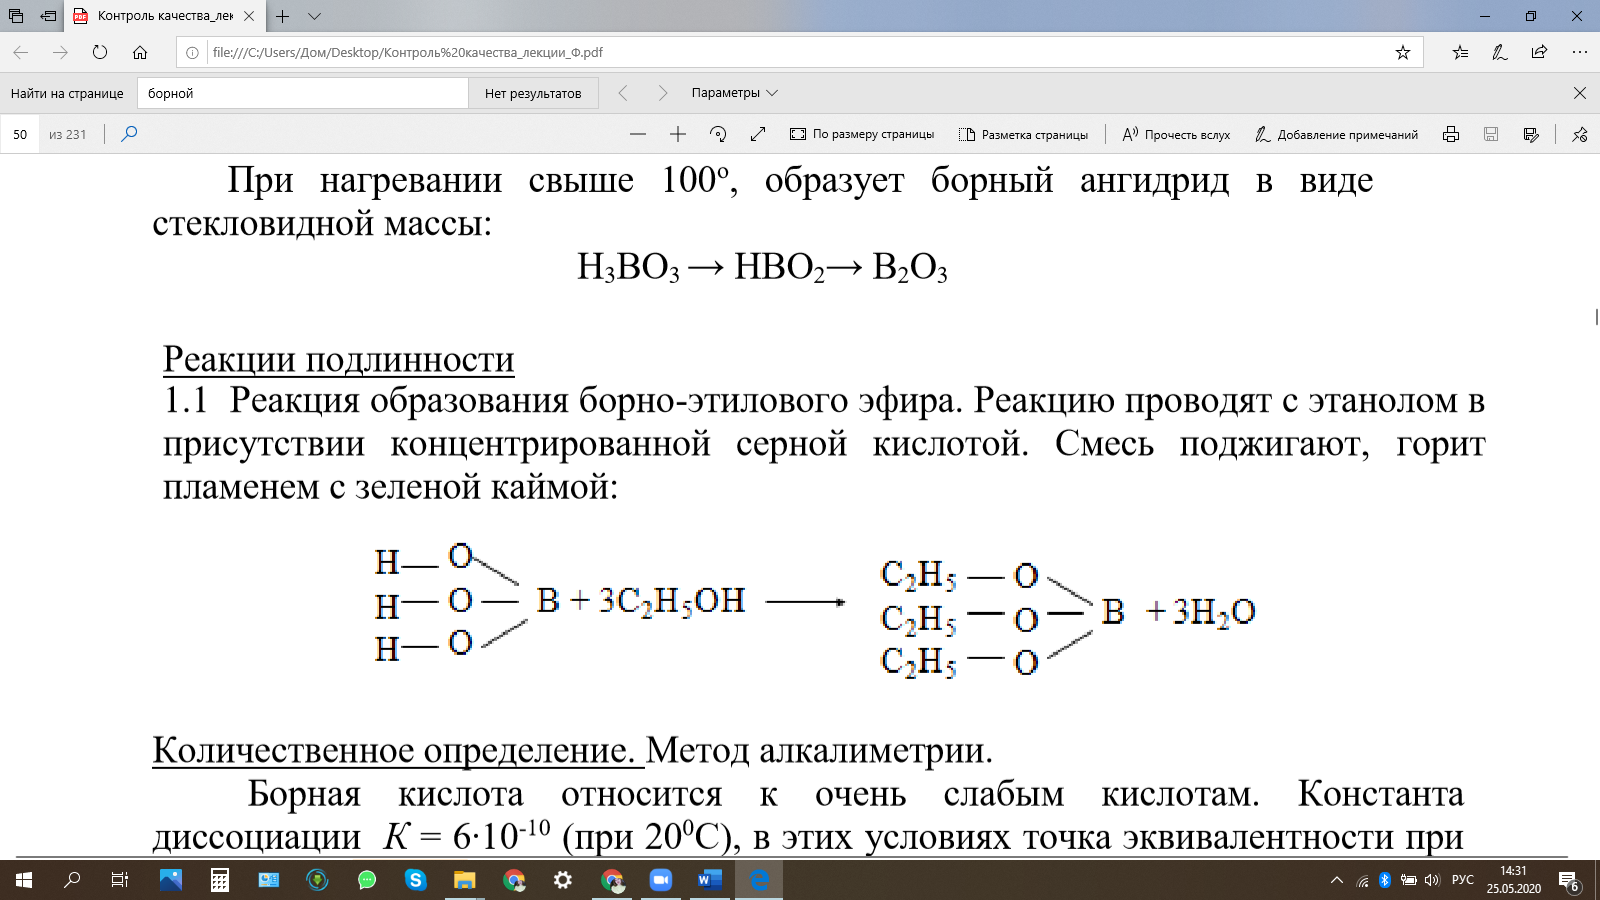 Контроль качества_лек
file:///C:/Users/Дом/Desktop/Контроль%20качества_лекции_Ф.pdf
Найти на странице борной Нет результатов Параметры
50 из 231 По размеру страницы Разметка страницы Прочесть вслух Добавление примечаний
При нагревании свыше 100º, образует борный ангидрид в виде
стекловидной массы:
H₃BO₃ → HBO₂→ B₂O₃
Реакции подлинности
1.1 Реакция образования борно-этилового эфира. Реакцию проводят с этанолом в
присутствии концентрированной серной кислотой. Смесь поджигают, горит
пламенем с зеленой каймой:
H — O C₂H₅ — O
H — O — B + 3C₂H₅OH ⟶ C₂H₅ — O — B + 3H₂O
H — O C₂H₅ — O
Количественное определение. Метод алкалиметрии.
Борная кислота относится к очень слабым кислотам. Константа
диссоциации K = 6·10⁻¹⁰ (при 20⁰С), в этих условиях точка эквивалентности при
РУС 14:31
25.05.2020 6